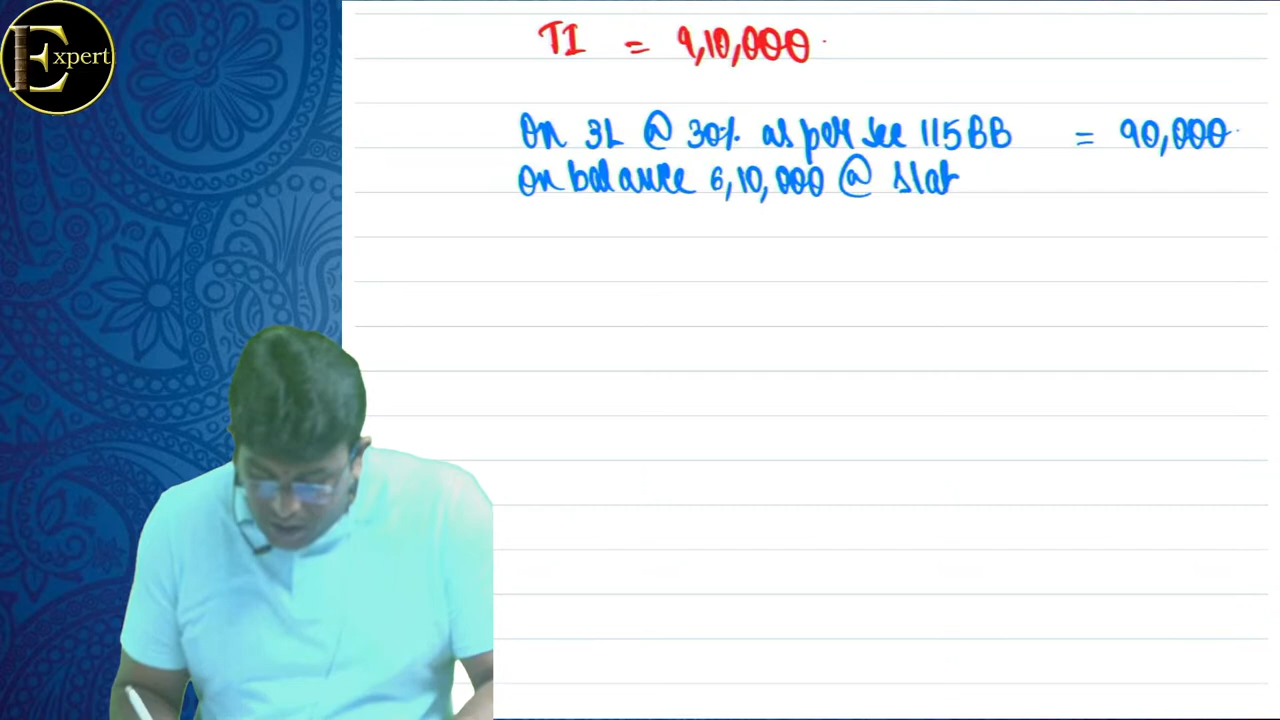 Expert
TI = 9,10,000
On 3L @ 30% as per Sec 115BB = 90,000
On balance 6,10,000 @ slab